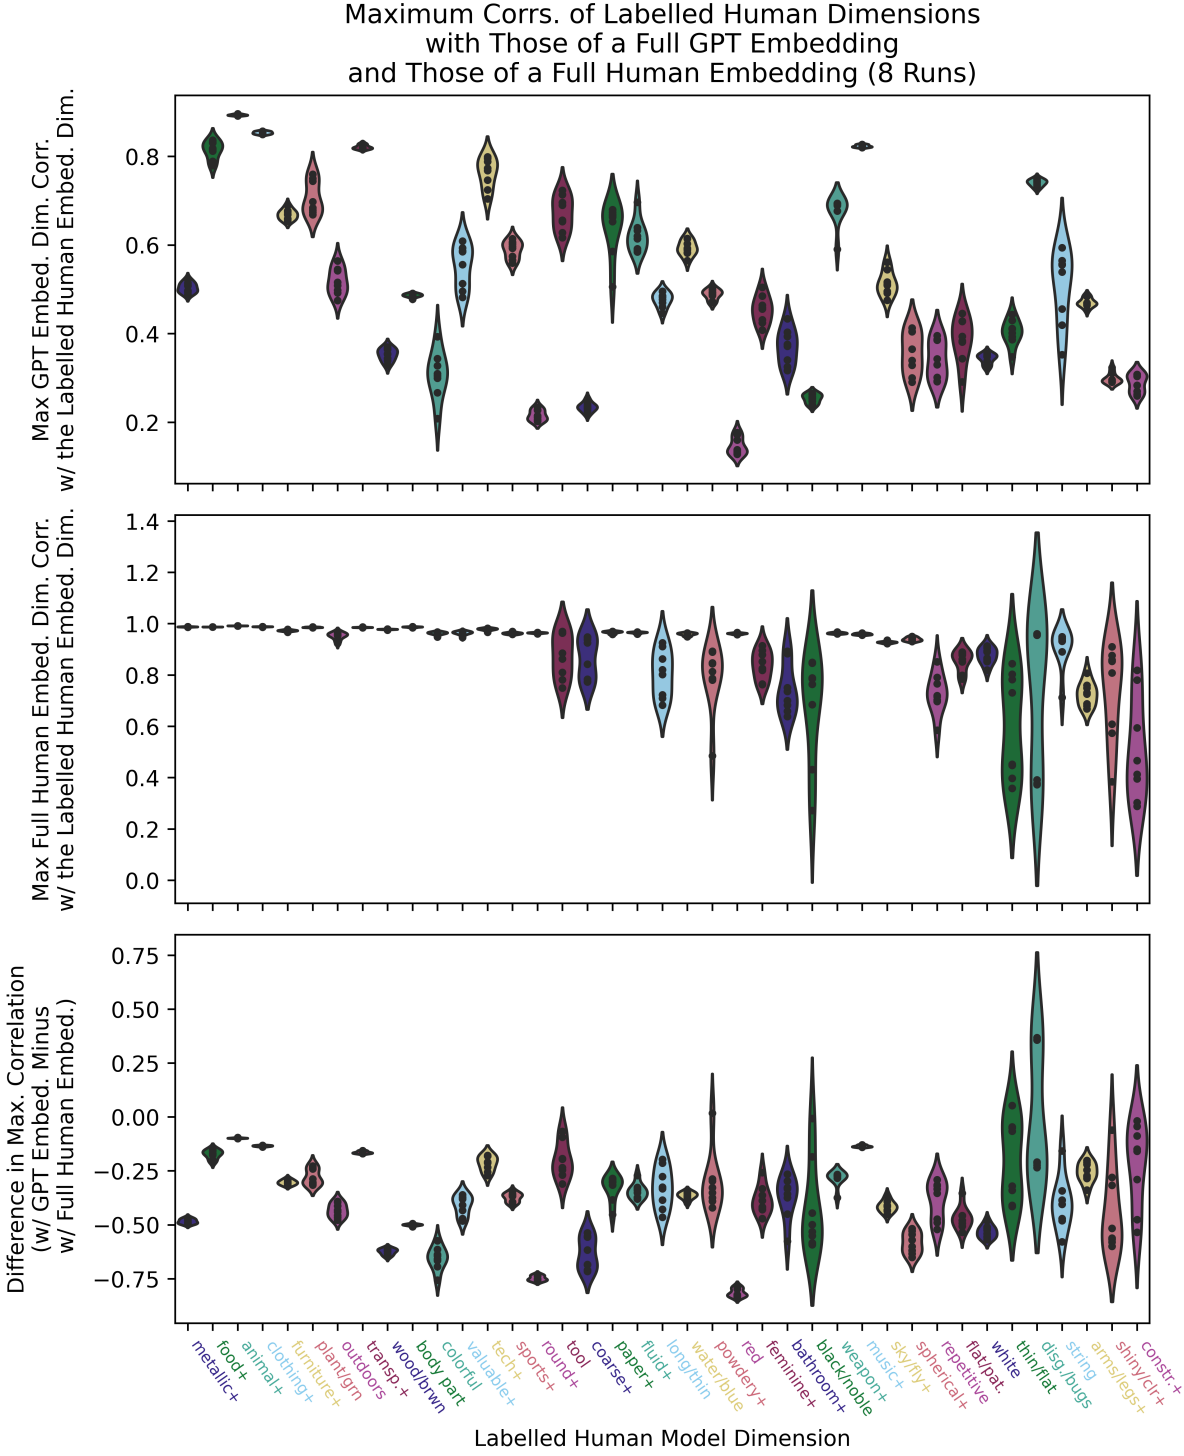 Maximum Corrs. of Labelled Human Dimensions
with Those of a Full GPT Embedding
and Those of a Full Human Embedding (8 Runs)
Max GPT Embed. Dim. Corr.
w/ the Labelled Human Embed. Dim.
0.8
0.6
0.4
0.2
Max Full Human Embed. Dim. Corr.
w/ the Labelled Human Embed. Dim.
1.4
1.2
1.0
0.8
0.6
0.4
0.2
0.0
Difference in Max. Correlation
(w/ GPT Embed. Minus
w/ Full Human Embed.)
0.75
0.50
0.25
0.00
−0.25
−0.50
−0.75
metallic+
food+
animal+
clothing+
furniture+
plant/grn
outdoors
transp.+
wood/brwn
body part
colorful
valuable+
tech+
sports+
round+
tool
coarse+
paper+
fluid+
long/thin
water/blue
powdery+
red
feminine+
bathroom+
black/noble
weapon+
music+
sky/fly+
spherical+
repetitive
flat/pat.
white
thin/flat
disg./bugs
string
arms/legs+
shiny/clr+
constr.+
Labelled Human Model Dimension